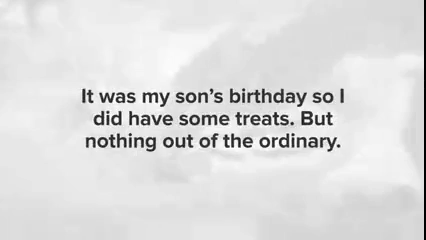 It was my son’s birthday so I
did have some treats. But
nothing out of the ordinary.